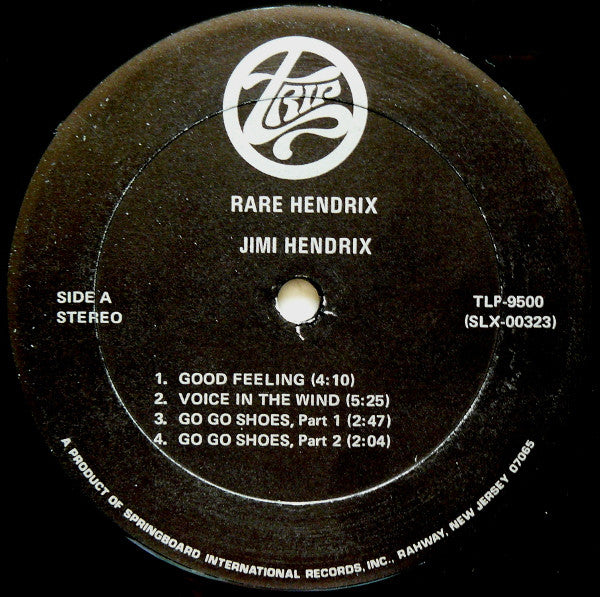 TRIP
RARE HENDRIX
JIMI HENDRIX
SIDE A
STEREO
TLP-9500
(SLX-00323)
1. GOOD FEELING (4:10)
2. VOICE IN THE WIND (5:25)
3. GO GO SHOES, Part 1 (2:47)
4. GO GO SHOES, Part 2 (2:04)
A PRODUCT OF SPRINGBOARD INTERNATIONAL RECORDS, INC., RAHWAY, NEW JERSEY 07065